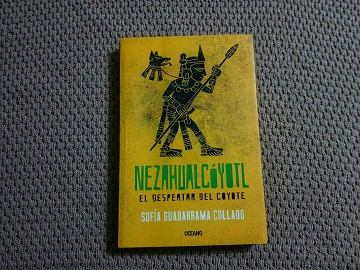 NEZAHUALCÓYOTL
EL DESPERTAR DEL COYOTE
SOFÍA GUADARRAMA COLLADO
OCEANO